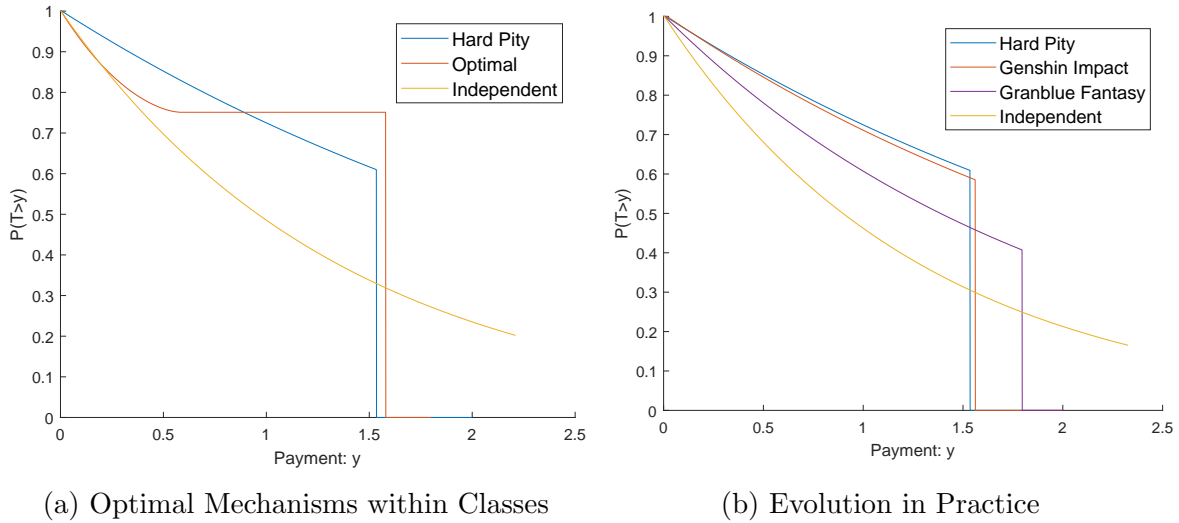 1
0.9
0.8
0.7
0.6
0.5
0.4
0.3
0.2
0.1
0
P(T>y)
0
0.5
1
1.5
2
2.5
Payment: y
Hard Pity
Optimal
Independent
(a) Optimal Mechanisms within Classes
1
0.9
0.8
0.7
0.6
0.5
0.4
0.3
0.2
0.1
0
P(T>y)
0
0.5
1
1.5
2
2.5
Payment: y
Hard Pity
Genshin Impact
Granblue Fantasy
Independent
(b) Evolution in Practice